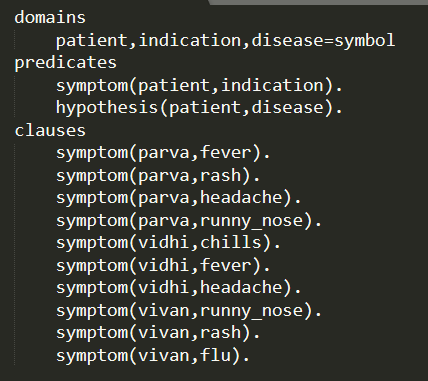 domains
    patient,indication,disease=symbol
predicates
    symptom(patient,indication).
    hypothesis(patient,disease).
clauses
    symptom(parva,fever).
    symptom(parva,rash).
    symptom(parva,headache).
    symptom(parva,runny_nose).
    symptom(vidhi,chills).
    symptom(vidhi,fever).
    symptom(vidhi,headache).
    symptom(vivan,runny_nose).
    symptom(vivan,rash).
    symptom(vivan,flu).